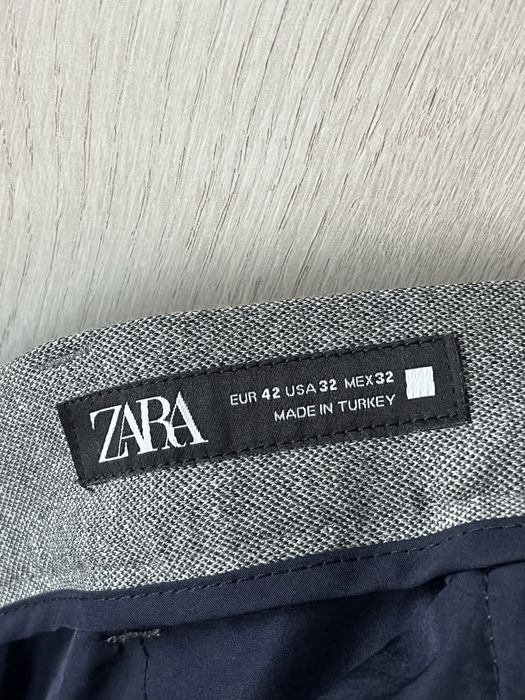 ZARA
EUR 42 USA 32 MEX 32
MADE IN TURKEY